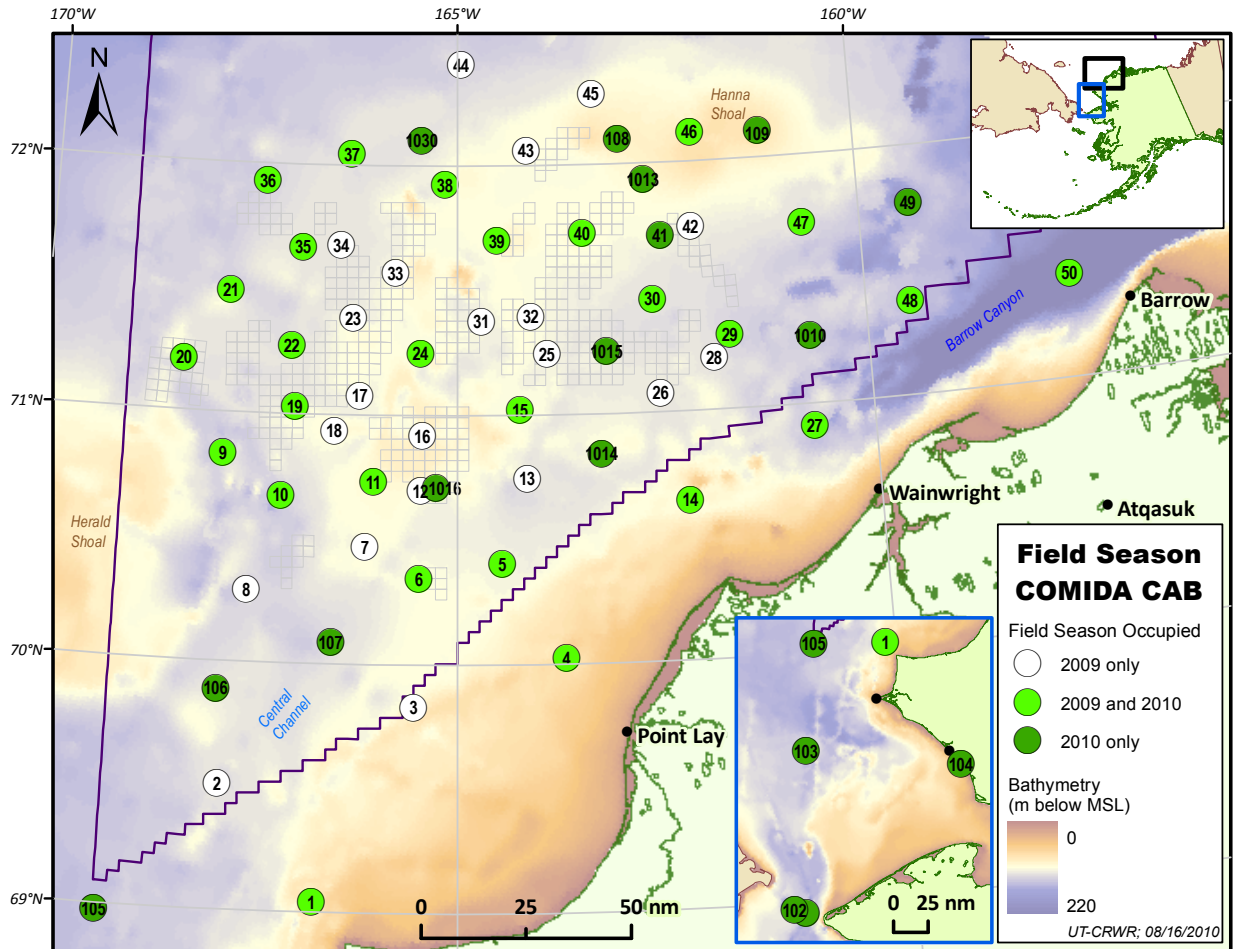 170°W
165°W
160°W
N
44
45
Hanna
Shoal
46
109
108
1030
37
43
72°N
36
38
1013
49
47
42
41
40
39
34
35
33
21
50
30
48
Barrow
23
31
32
29
1010
Barrow Canyon
20
22
24
25
1015
28
17
26
71°N
19
15
27
18
16
9
1014
11
13
10
12
1016
14
Wainwright
Atqasuk
Herald
Shoal
7
5
6
8
107
70°N
4
106
Central
Channel
3
Point Lay
2
69°N
105
1
0 25 50 nm
105
1
103
104
102
0 25 nm
Field Season
COMIDA CAB
Field Season Occupied
2009 only
2009 and 2010
2010 only
Bathymetry
(m below MSL)
0
220
UT-CRWR; 08/16/2010